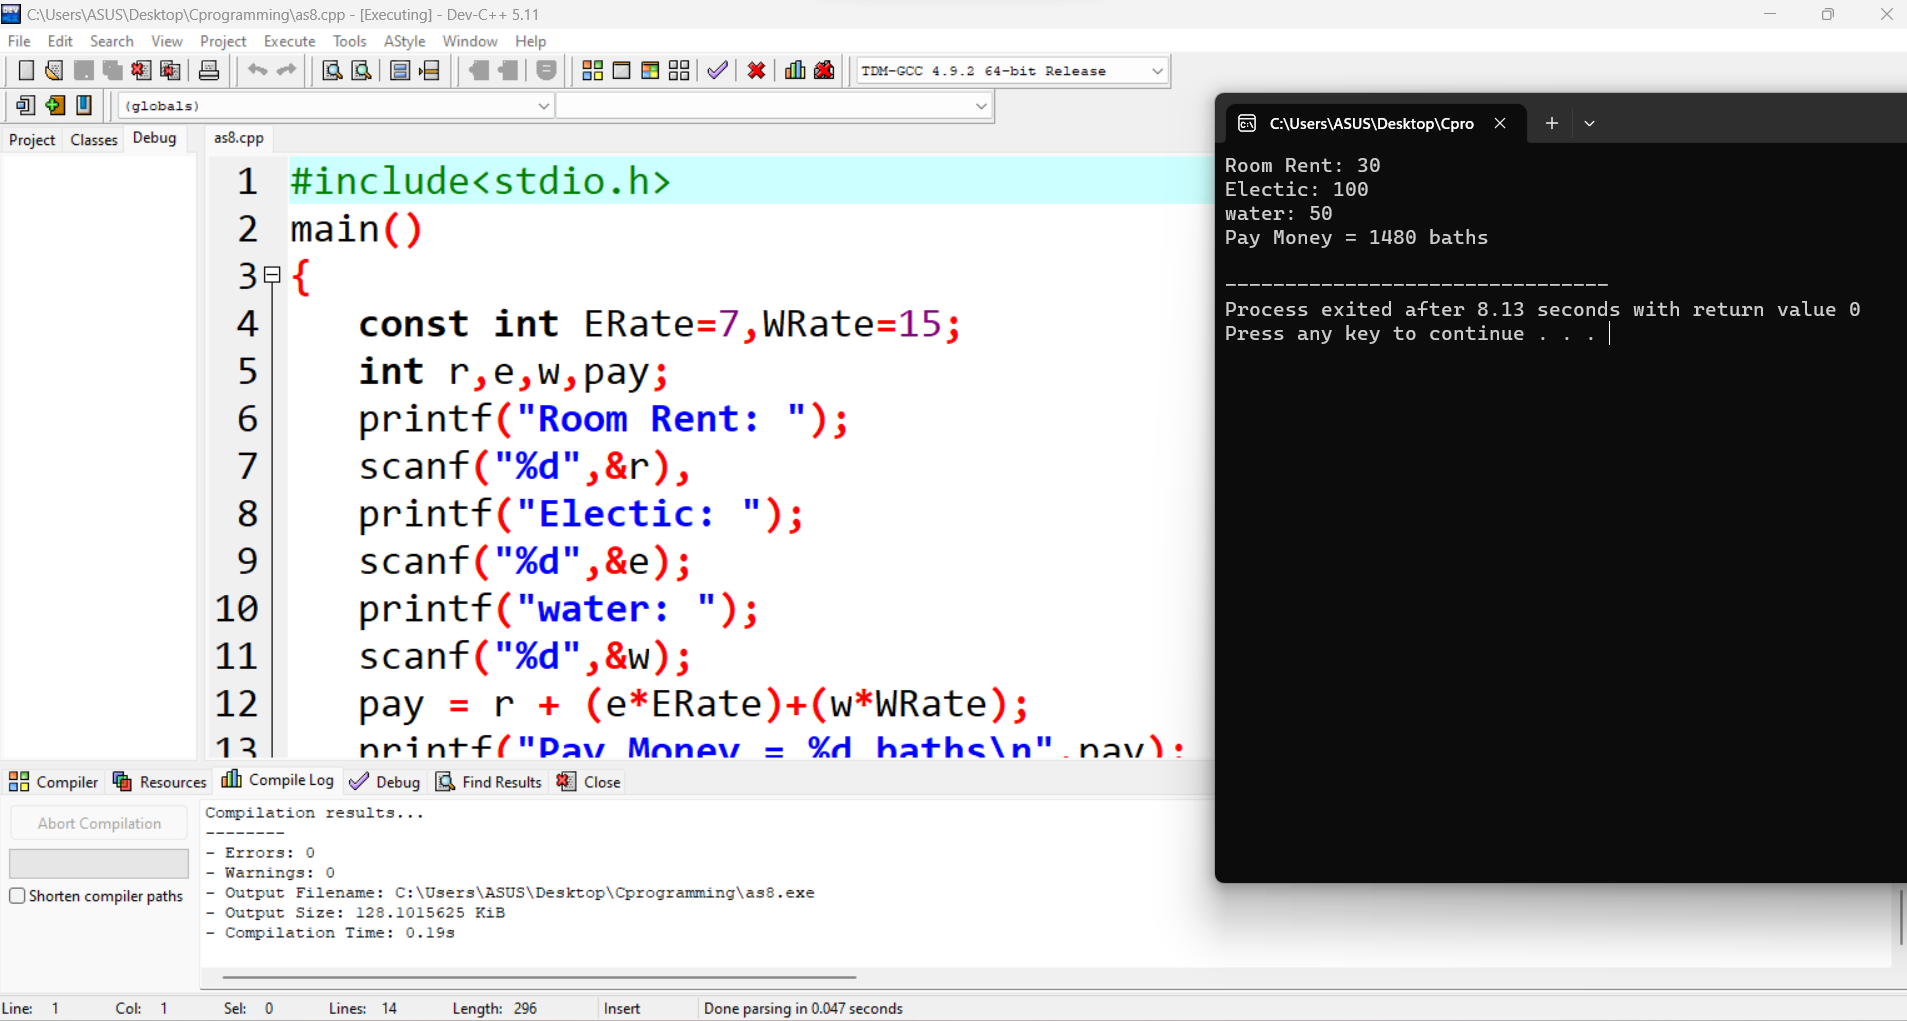 C:\Users\ASUS\Desktop\Cprogramming\as8.cpp - [Executing] - Dev-C++ 5.11
File Edit Search View Project Execute Tools AStyle Window Help
TDM-GCC 4.9.2 64-bit Release
(globals)
Project Classes Debug
as8.cpp
1 #include<stdio.h>
2 main()
3 {
4 const int ERate=7,WRate=15;
5 int r,e,w,pay;
6 printf("Room Rent: ");
7 scanf("%d",&r),
8 printf("Electic: ");
9 scanf("%d",&e);
10 printf("water: ");
11 scanf("%d",&w);
12 pay = r + (e*ERate)+(w*WRate);
13 printf("Pay Money = %d baths\n",pay);
C:\Users\ASUS\Desktop\Cpro
Room Rent: 30
Electic: 100
water: 50
Pay Money = 1480 baths
--------------------------------
Process exited after 8.13 seconds with return value 0
Press any key to continue . . .
Compiler Resources Compile Log Debug Find Results Close
Abort Compilation
Shorten compiler paths
Compilation results...
--------
- Errors: 0
- Warnings: 0
- Output Filename: C:\Users\ASUS\Desktop\Cprogramming\as8.exe
- Output Size: 128.1015625 KiB
- Compilation Time: 0.19s
Line: 1 Col: 1 Sel: 0 Lines: 14 Length: 296 Insert Done parsing in 0.047 seconds